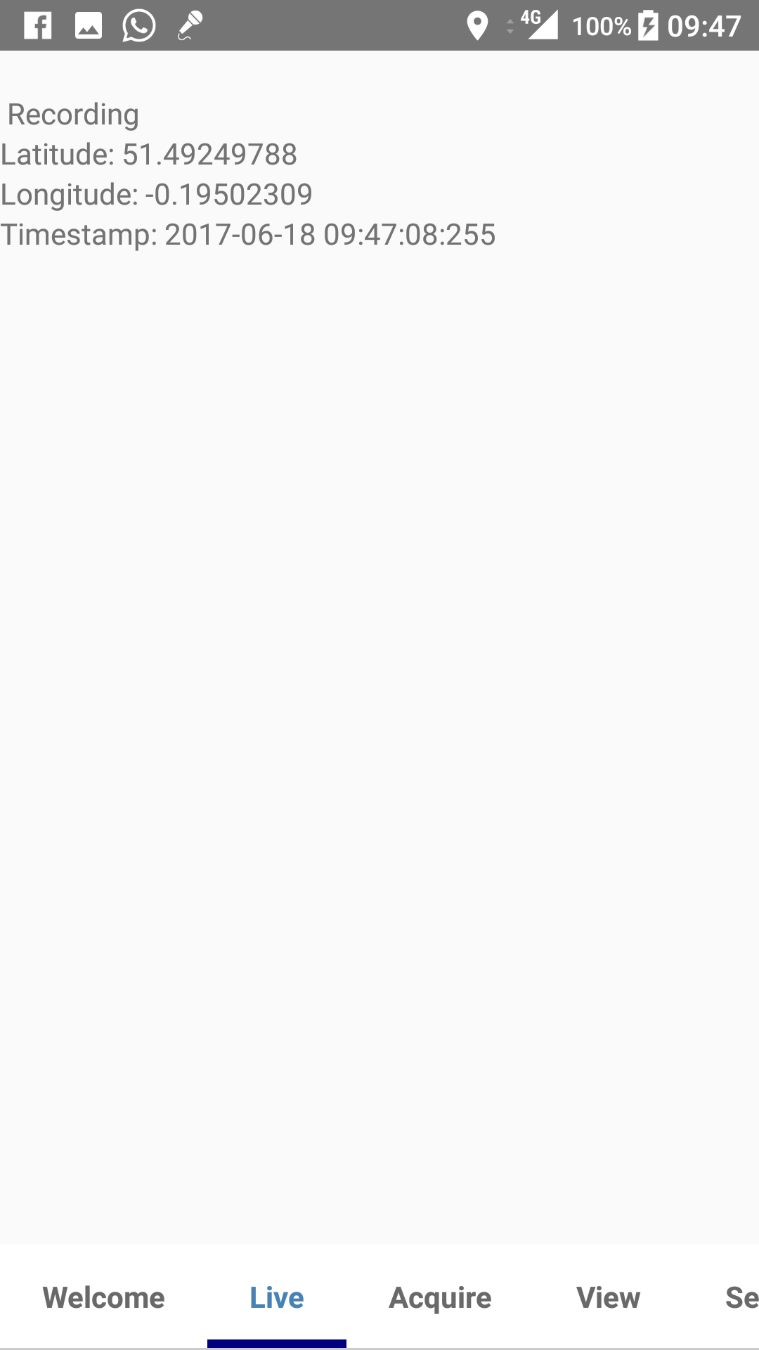 4G 100% 09:47
Recording
Latitude: 51.49249788
Longitude: -0.19502309
Timestamp: 2017-06-18 09:47:08:255
Welcome Live Acquire View Se